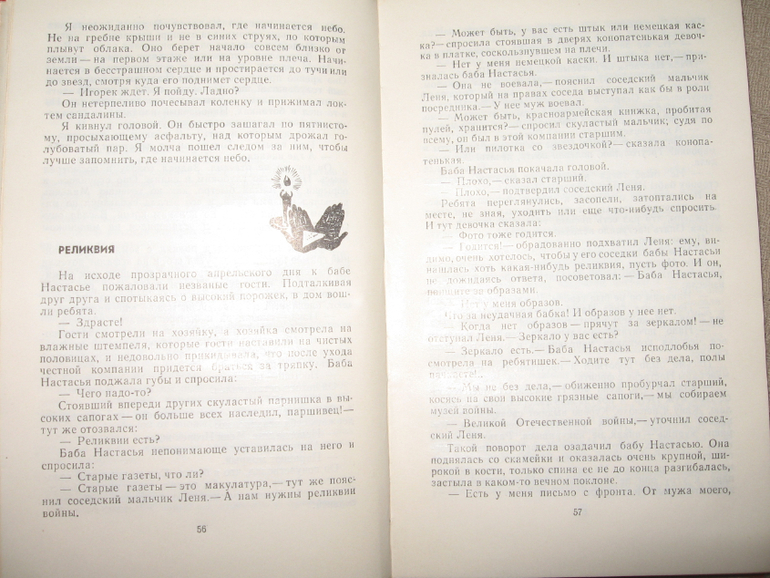 Я неожиданно почувствовал, где начинается небо.
Не на гребне крыши и не в синих струях, по которым
плывут облака. Оно берет начало совсем близко от
земли — на первом этаже или на уровне плеча. Начи-
нается в бесстрашном сердце и простирается до тучи или
до звезд, смотря куда его поднимет сердце.
— Игорек ждет. Я пойду. Ладно?
Он нетерпеливо почесывал коленку и прижимал лок-
тем сандалины.
Я кивнул головой. Он быстро зашагал по пятнисто-
му, просыхающему асфальту, над которым дрожал го-
лубоватый пар. Я молча пошел следом за ним, чтобы
лучше запомнить, где начинается небо.
РЕЛИКВИЯ
На исходе прозрачного апрельского дня к бабе
Настасье пожаловали незваные гости. Подталкивая
друг друга и спотыкаясь о высокий порожек, в дом вош-
ли ребята.
— Здрасте!
Гости смотрели на хозяйку, а хозяйка смотрела на
влажные штемпеля, которые гости наставили на чистых
половицах, и недовольно прикидывала, что после ухода
честной компании придется браться за тряпку. Баба
Настасья поджала губы и спросила:
— Чего надо-то?
Стоявший впереди других скуластый парнишка в вы-
соких сапогах — он больше всех наследил, паршивец! —
тут же отозвался:
— Реликвии есть?
Баба Настасья непонимающе уставилась на него и
спросила:
— Старые газеты, что ли?
— Старые газеты — это макулатура, — тут же пояс-
нил соседский мальчик Леня. — А нам нужны реликвии
войны.
56
— Может быть, у вас есть штык или немецкая кас-
ка? — спросила стоявшая в дверях конопатенькая девоч-
ка в платке, соскользнувшем на плечи.
— Нет у меня немецкой каски. И штыка нет, — при-
зналась баба Настасья.
— Она не воевала, — пояснил соседский мальчик
Леня, который на правах соседа выступал как бы в роли
посредника. — У нее муж воевал.
— Может быть, красноармейская книжка, пробитая
пулей, хранится? — спросил скуластый мальчик; судя по
всему, он был в этой компании старшим.
— Или пилотка со звездочкой? — сказала конопа-
тенькая.
Баба Настасья покачала головой.
— Плохо, — сказал старший.
— Плохо, — подтвердил соседский Леня.
Ребята переглянулись, засопели, затоптались на
месте, не зная, уходить или еще что-нибудь спросить.
И тут девочка сказала:
— Фото тоже годятся.
— Годится! — обрадованно подхватил Леня: ему, ви-
димо, очень хотелось, чтобы у его соседки бабы Настасьи
нашлась хоть какая-нибудь реликвия, пусть фото. И он,
не дожидаясь ответа, посоветовал: — Баба Настасья,
поищите за образами.
— Нет у меня образов.
Что за неудачная бабка! И образов у нее нет.
— Когда нет образов — прячут за зеркалом! — не
отступал Леня. — Зеркало у вас есть?
— Зеркало есть. — Баба Настасья исподлобья по-
смотрела на ребятишек. — Ходите тут без дела, полы
— Мы не без дела, — обиженно пробурчал старший,
косясь на свои высокие грязные сапоги, — мы собираем
музей войны.
— Великой Отечественной войны, — уточнил сосед-
ский Леня.
Такой поворот дела озадачил бабу Настасью. Она
поднялась со скамейки и оказалась очень крупной, ши-
рокой в кости, только спина ее не до конца разгибалась,
застыла в каком-то вечном поклоне.
— Есть у меня письмо с фронта. От мужа моего,
57